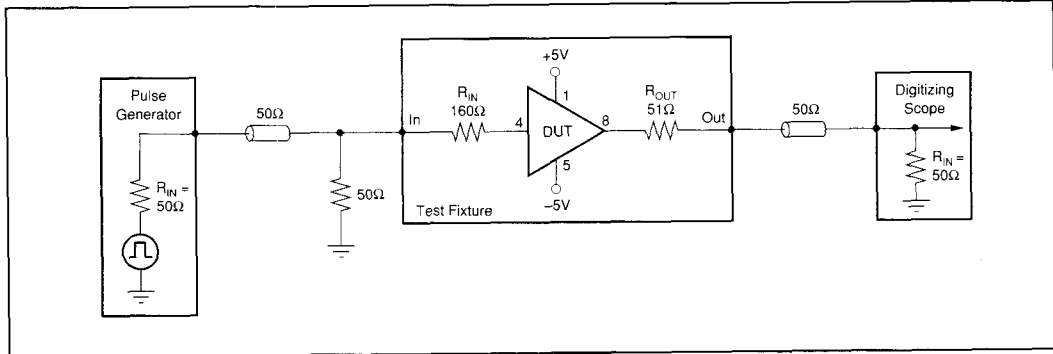 Pulse
Generator
R_IN =
50Ω
50Ω
50Ω
In
R_IN
160Ω
4
+5V
1
DUT
5
–5V
8
R_OUT
51Ω
Out
Test Fixture
50Ω
Digitizing
Scope
R_IN =
50Ω